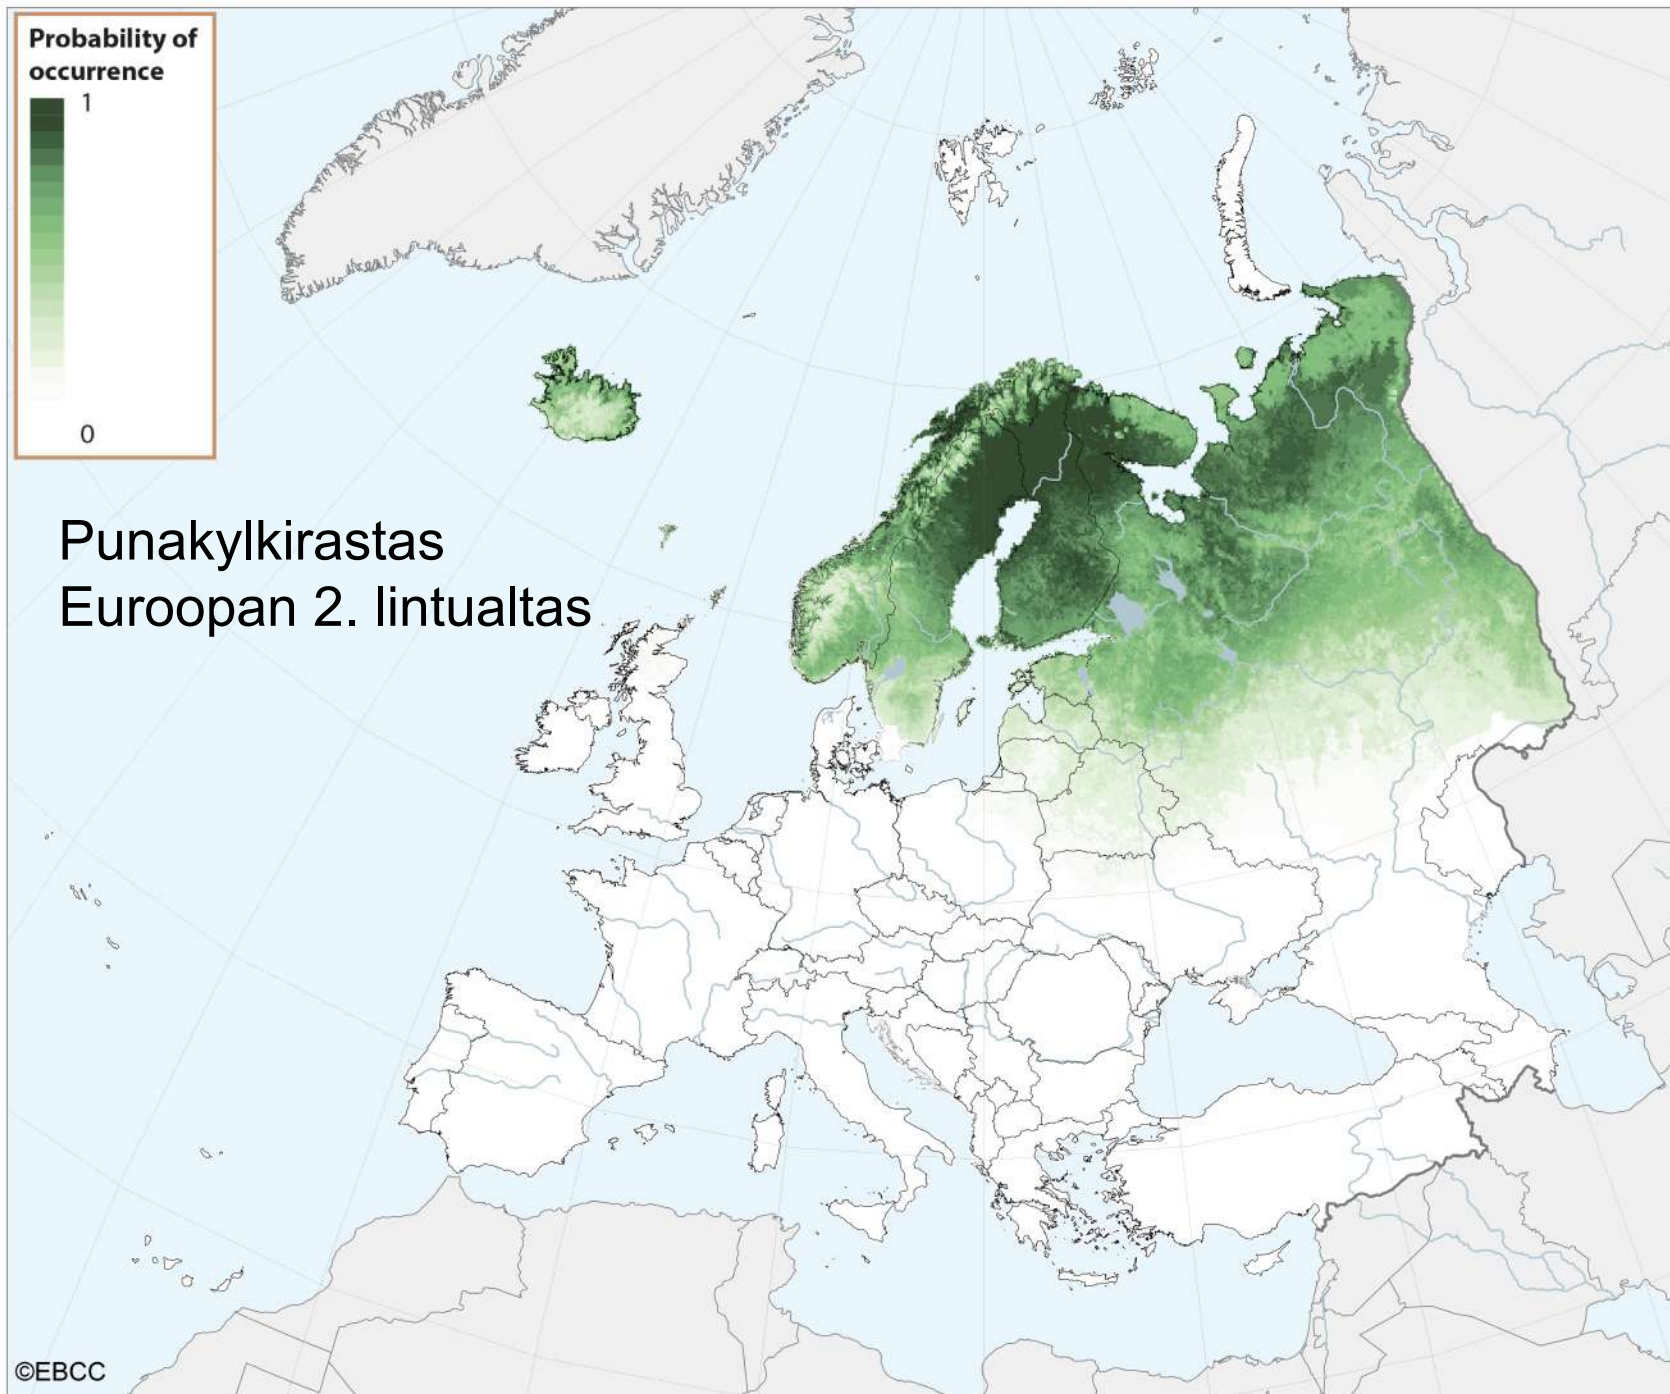 Probability of
occurrence
1
0
Punakylkirastas
Euroopan 2. lintualtas
©EBCC